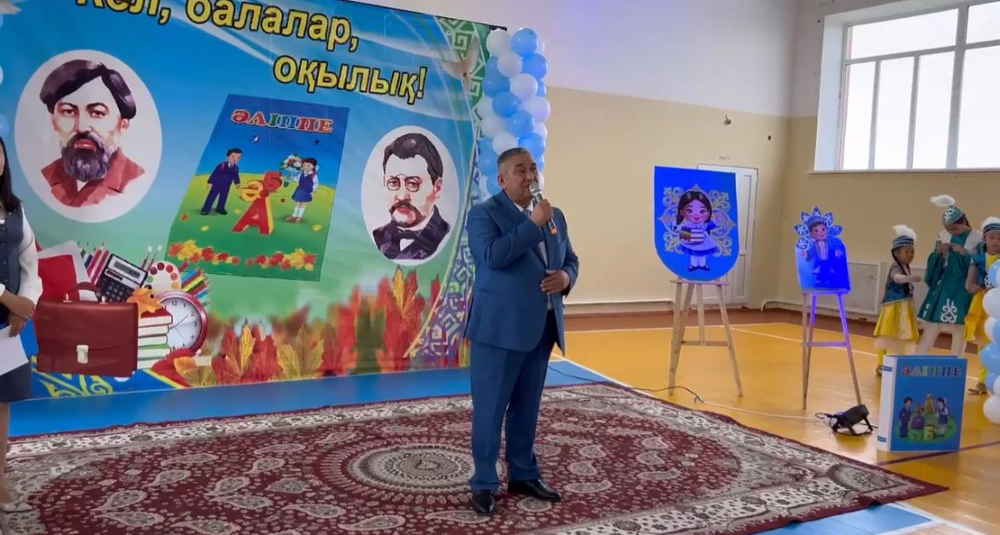 Кел, балалар,
оқылық!
ӘЛІППЕ
Ә Б
А
ӘЛІППЕ